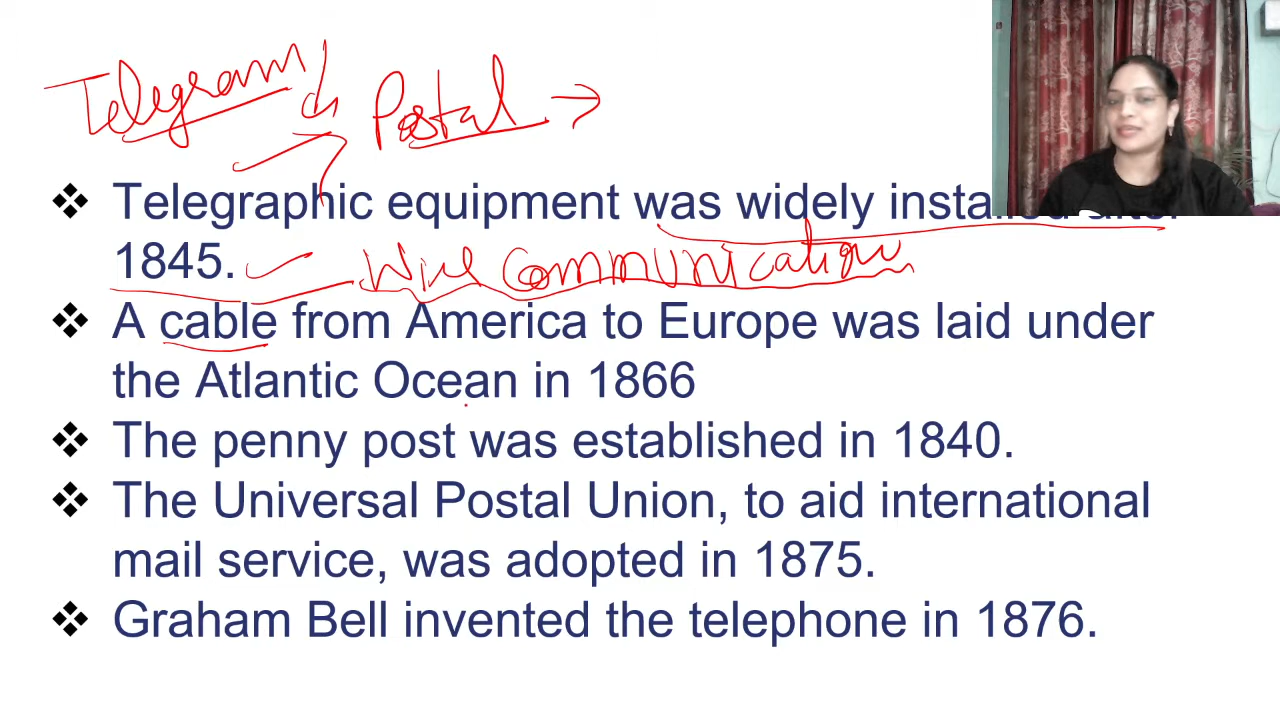 Telegram & Postal →
❖ Telegraphic equipment was widely installed after
1845. Wire Communication
❖ A cable from America to Europe was laid under
the Atlantic Ocean in 1866
❖ The penny post was established in 1840.
❖ The Universal Postal Union, to aid international
mail service, was adopted in 1875.
❖ Graham Bell invented the telephone in 1876.